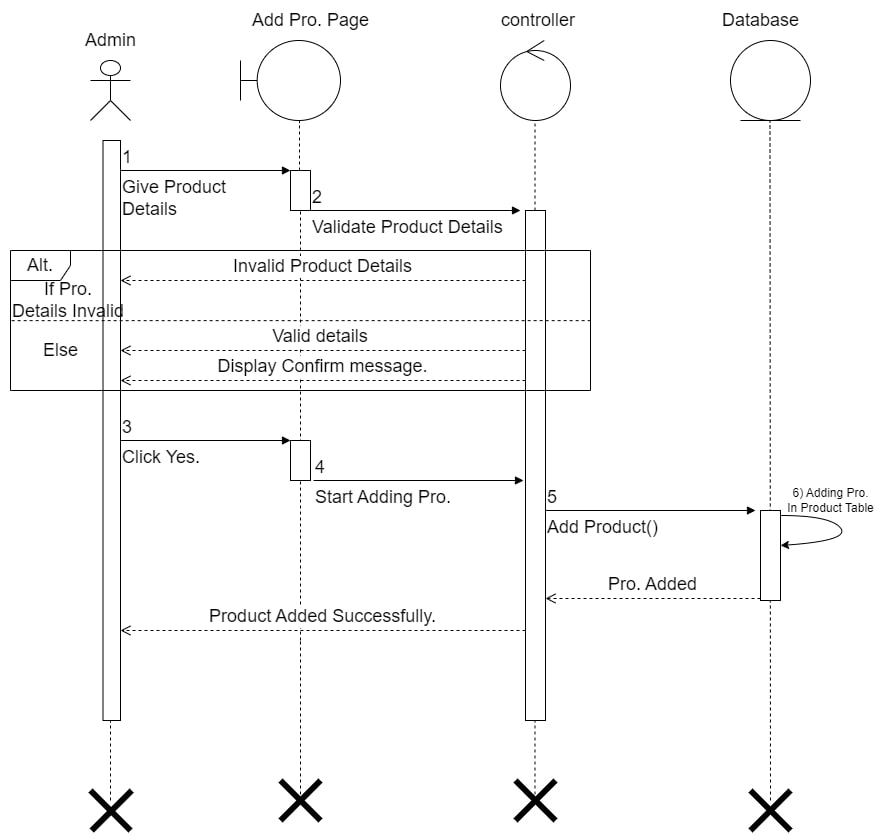 Admin
Add Pro. Page
controller
Database
1
Give Product
Details
2
Validate Product Details
Alt.
Invalid Product Details
If Pro.
Details Invalid
Valid details
Else
Display Confirm message.
3
Click Yes.
4
Start Adding Pro.
5
Add Product()
6) Adding Pro.
In Product Table
Pro. Added
Product Added Successfully.